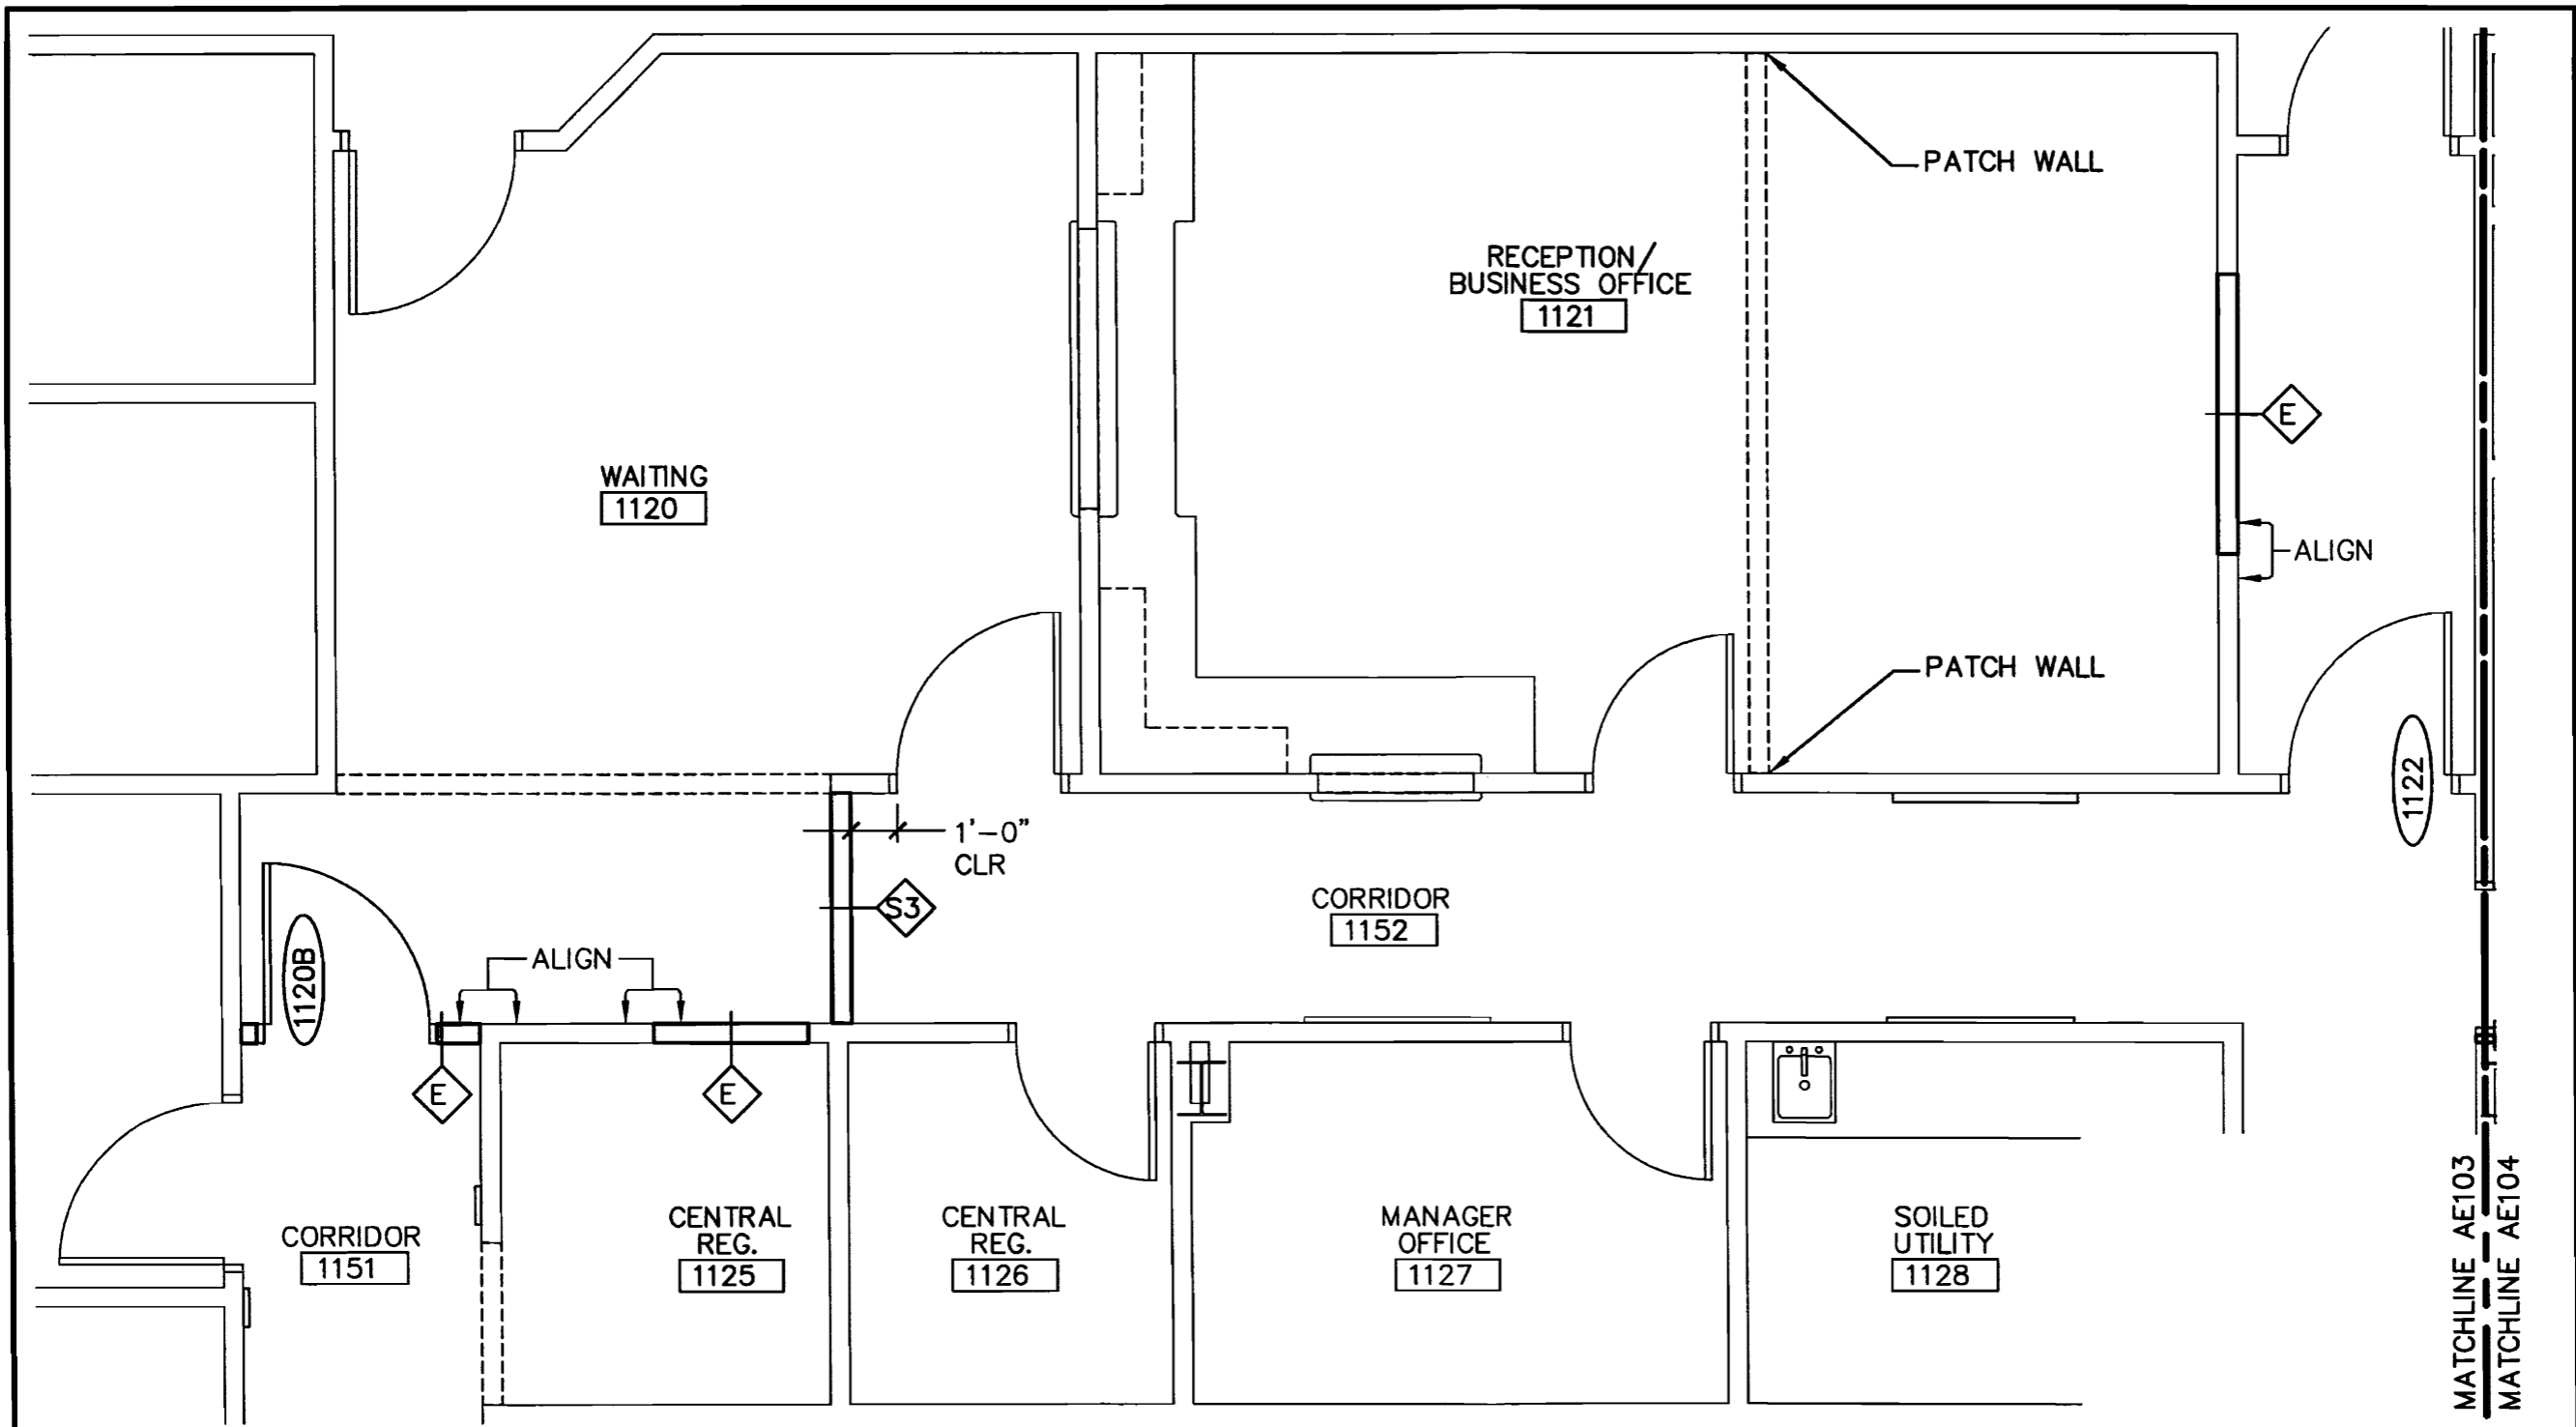 PATCH WALL
RECEPTION/
BUSINESS OFFICE
1121
E
WAITING
1120
ALIGN
PATCH WALL
1122
1'-0"
CLR
S3
CORRIDOR
1152
ALIGN
1120B
E
E
CORRIDOR
1151
CENTRAL
REG.
1125
CENTRAL
REG.
1126
MANAGER
OFFICE
1127
SOILED
UTILITY
1128
MATCHLINE AE103
MATCHLINE AE104